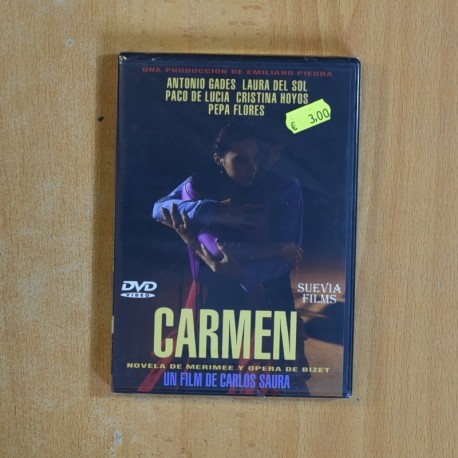 UNA PRODUCCION DE EMILIANO PIEDRA
ANTONIO GADES LAURA DEL SOL
PACO DE LUCIA CRISTINA HOYOS
PEPA FLORES
€ 3,00
DVD
VIDEO
SUEVIA
FILMS
CARMEN
NOVELA DE MERIMEE Y OPERA DE BIZET
UN FILM DE CARLOS SAURA